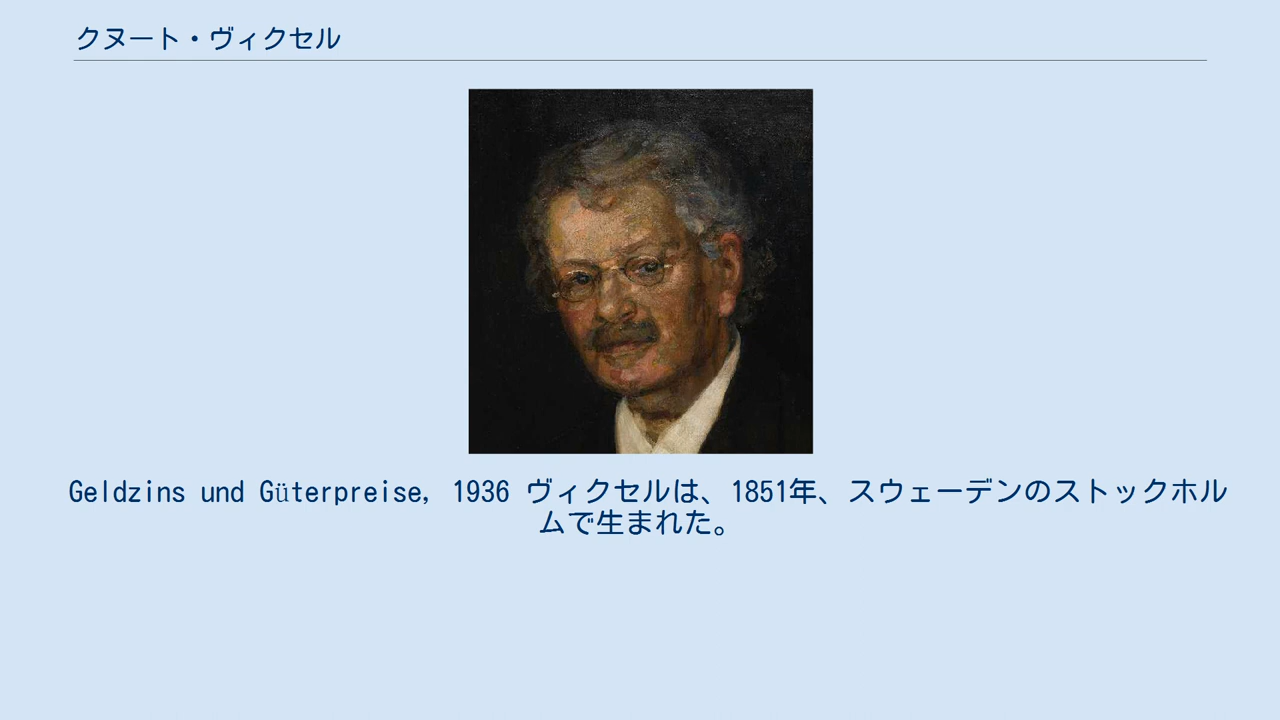 クヌート・ヴィクセル
Geldzins und Güterpreise, 1936 ヴィクセルは、1851年、スウェーデンのストックホル
ムで生まれた。